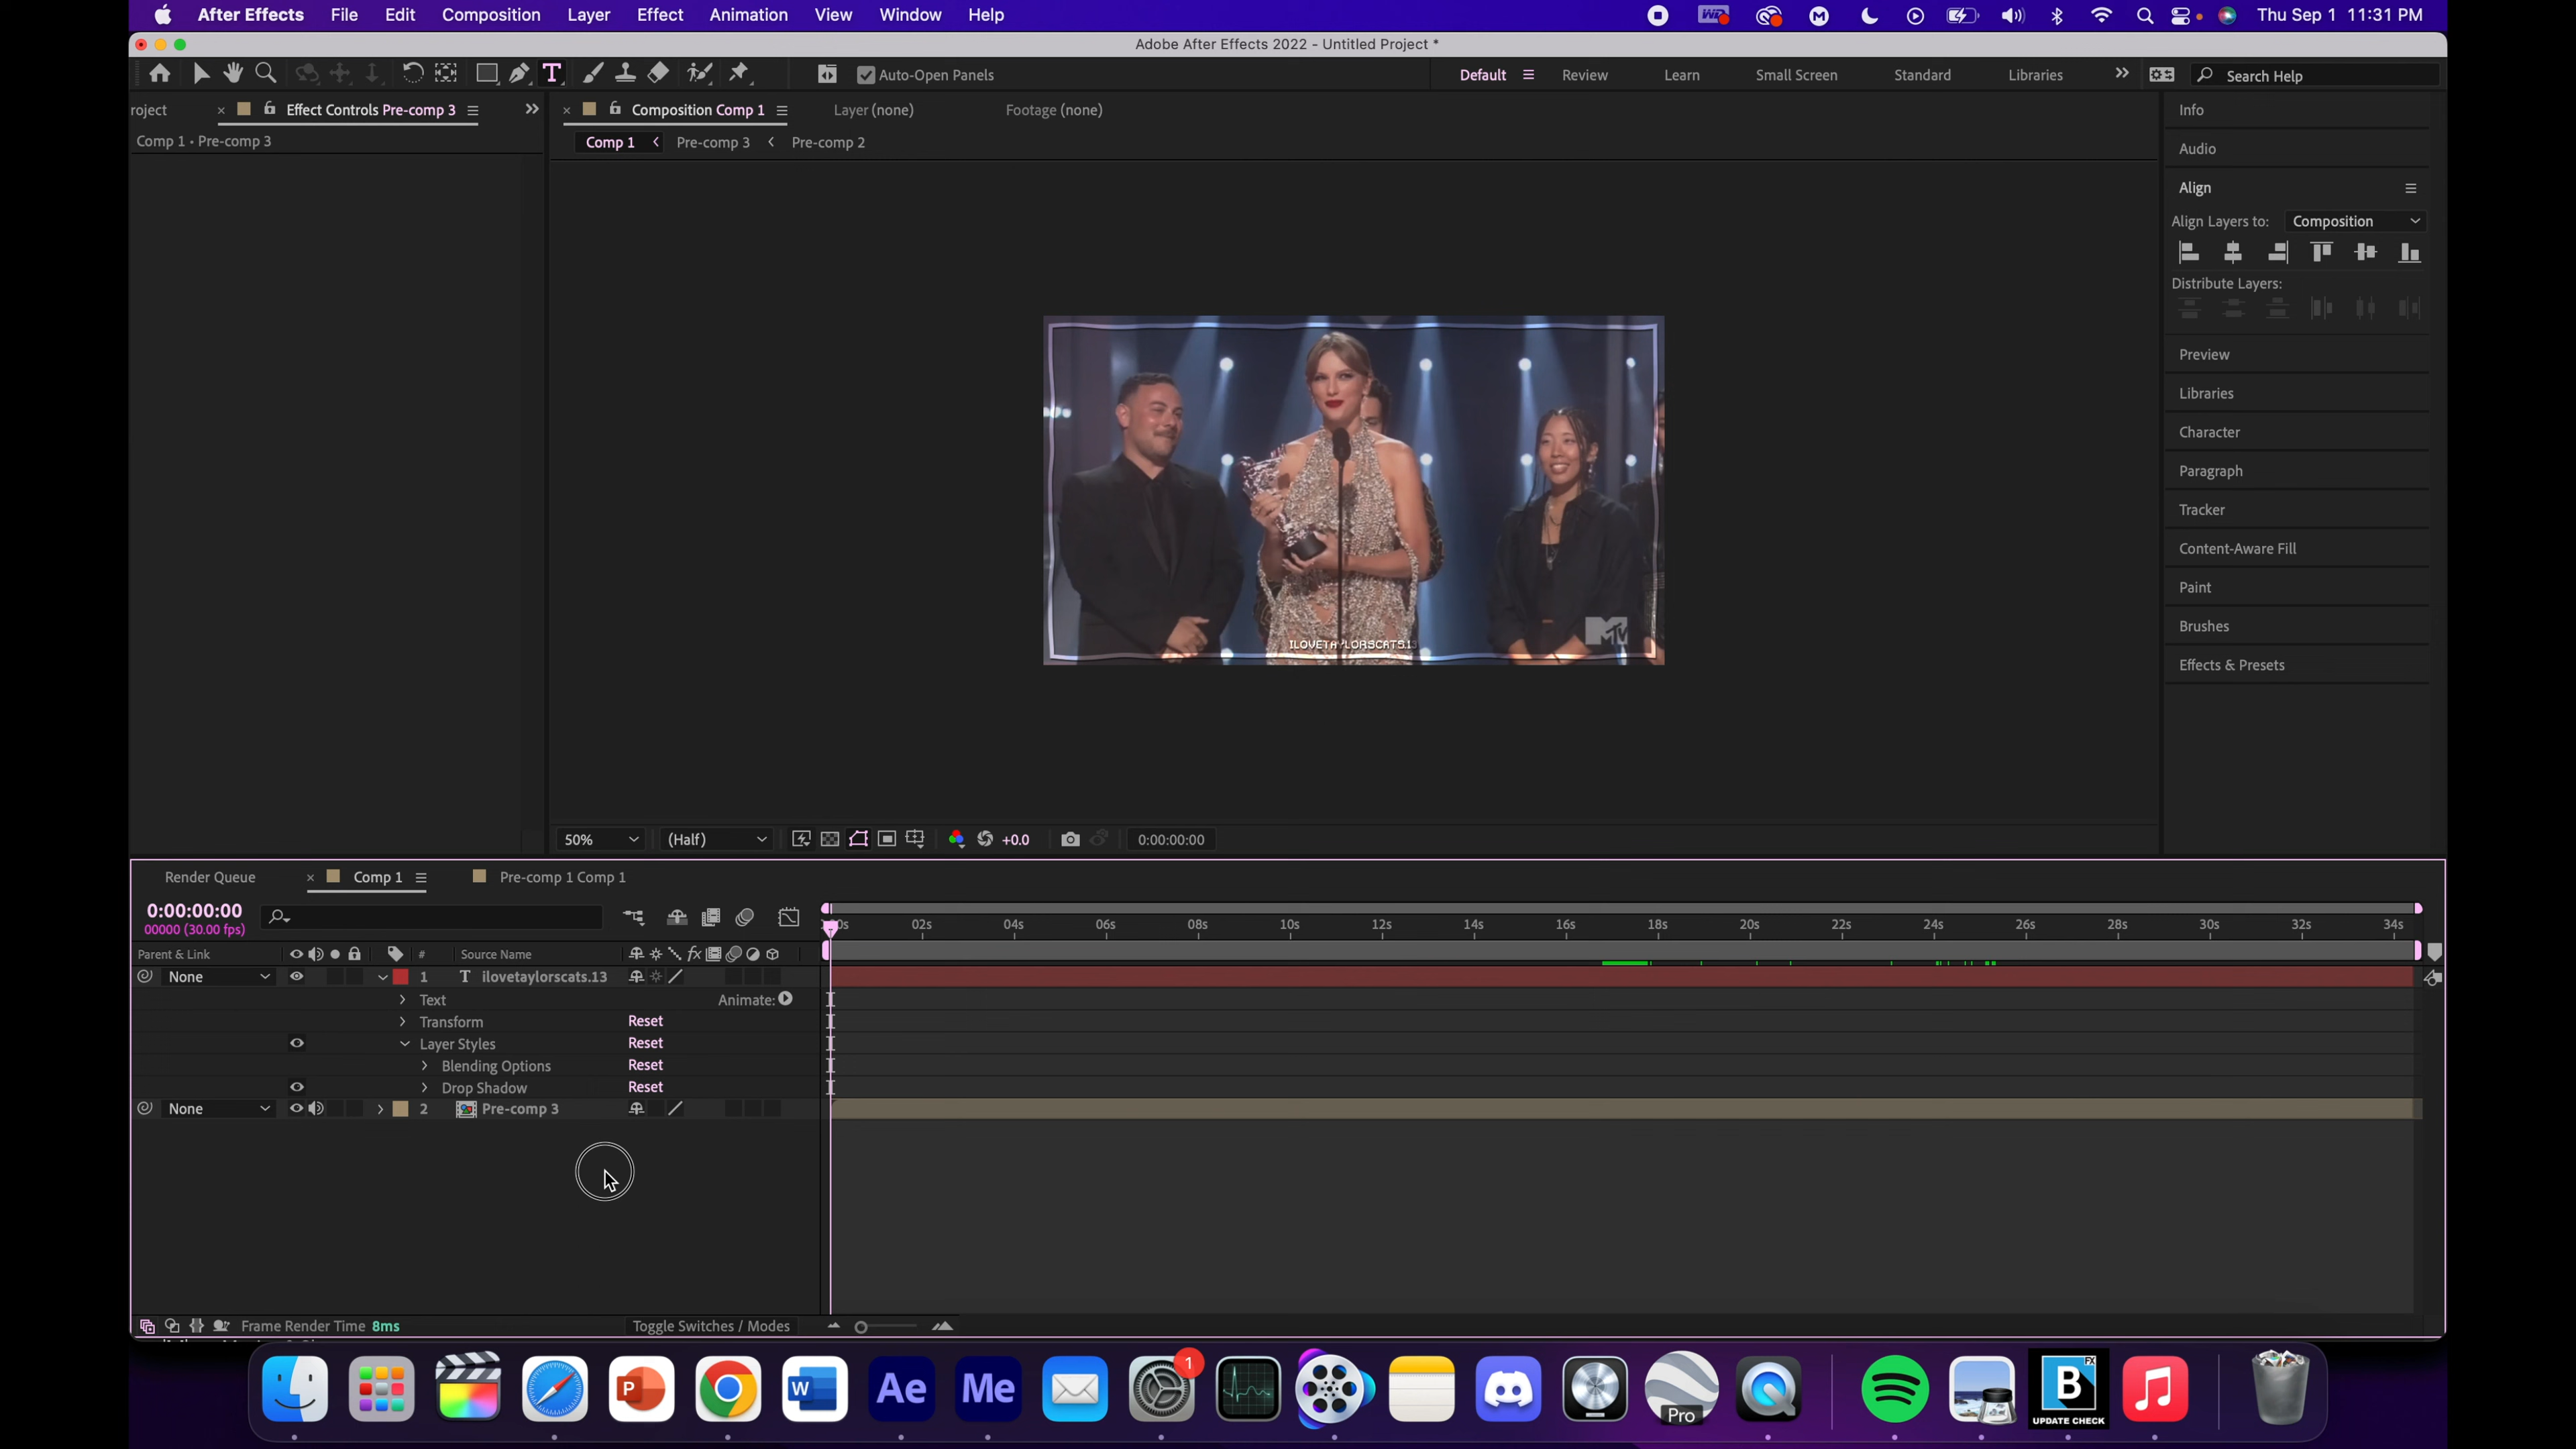 After Effects File Edit Composition Layer Effect Animation View Window Help
Thu Sep 1 11:31 PM
Adobe After Effects 2022 - Untitled Project *
Auto-Open Panels
Default Review Learn Small Screen Standard Libraries Search Help
roject Effect Controls Pre-comp 3
Composition Comp 1 Layer (none) Footage (none)
Comp 1 • Pre-comp 3
Comp 1 Pre-comp 3 Pre-comp 2
Info
Audio
Align
Align Layers to: Composition
Distribute Layers:
Preview
Libraries
Character
Paragraph
Tracker
Content-Aware Fill
Paint
Brushes
Effects & Presets
MTV
ILOVETAYLORSCATS.13
50% (Half) +0.0 0:00:00:00
Render Queue Comp 1 Pre-comp 1 Comp 1
0:00:00:00
00000 (30.00 fps)
02s 04s 06s 08s 10s 12s 14s 16s 18s 20s 22s 24s 26s 28s 30s 32s 34s
Parent & Link # Source Name fx
None 1 T ilovetaylorscats.13
Text Animate:
Transform Reset
Layer Styles Reset
Blending Options Reset
Drop Shadow Reset
None 2 Pre-comp 3
Frame Render Time 8ms Toggle Switches / Modes
1
P W Ae Me Pro B FX
UPDATE CHECK